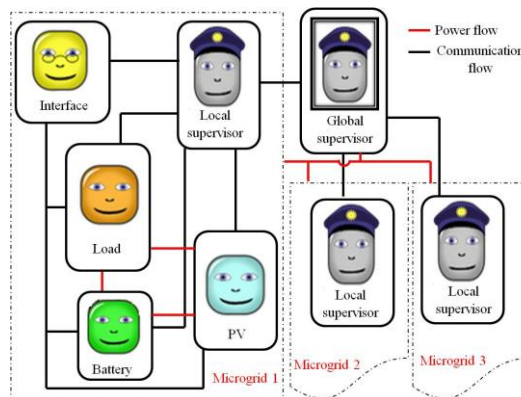 Power flow
Communication
flow
Interface
Local
supervisor
Global
supervisor
Load
PV
Battery
Microgrid 1
Local
supervisor
Microgrid 2
Local
supervisor
Microgrid 3